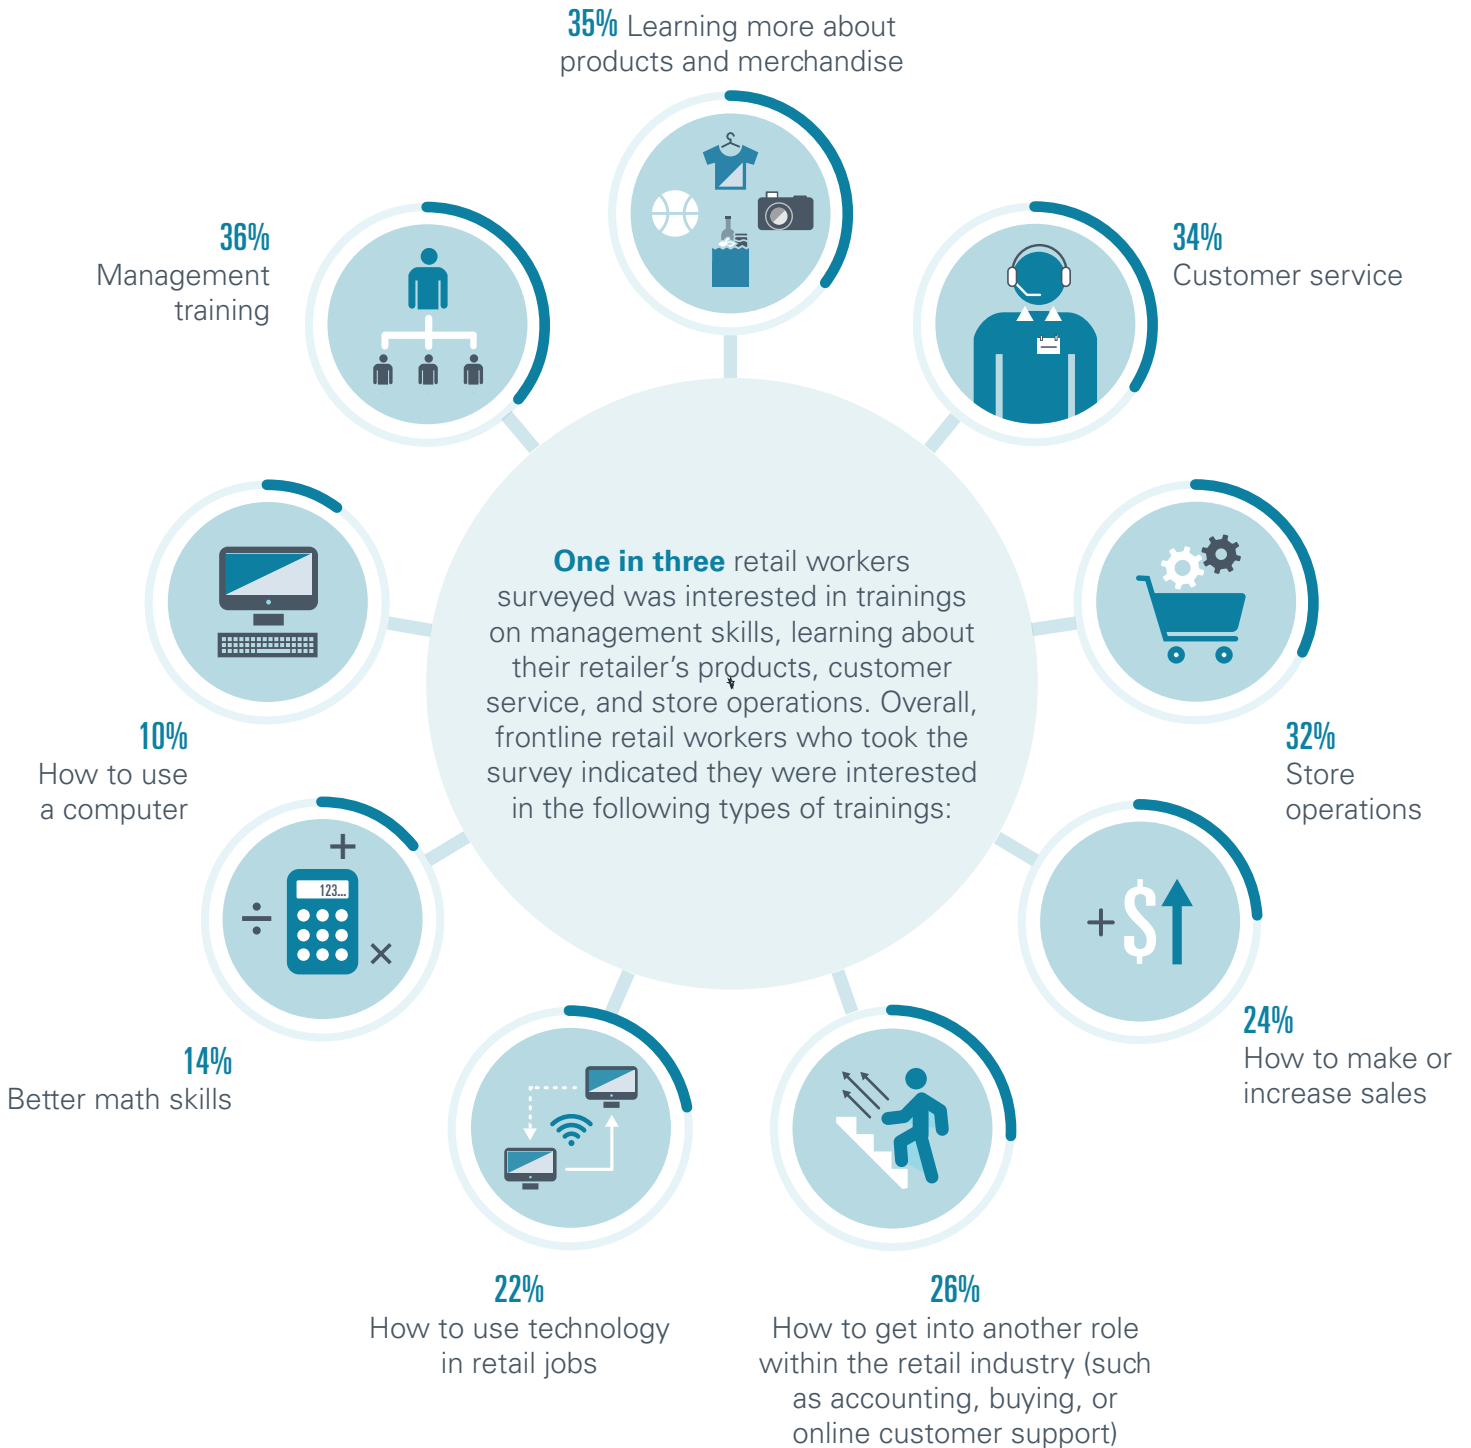 35% Learning more about
products and merchandise
36%
Management
training
34%
Customer service
One in three retail workers
surveyed was interested in trainings
on management skills, learning about
their retailer’s products, customer
service, and store operations. Overall,
frontline retail workers who took the
survey indicated they were interested
in the following types of trainings:
10%
How to use
a computer
32%
Store
operations
123...
14%
Better math skills
24%
How to make or
increase sales
22%
How to use technology
in retail jobs
26%
How to get into another role
within the retail industry (such
as accounting, buying, or
online customer support)